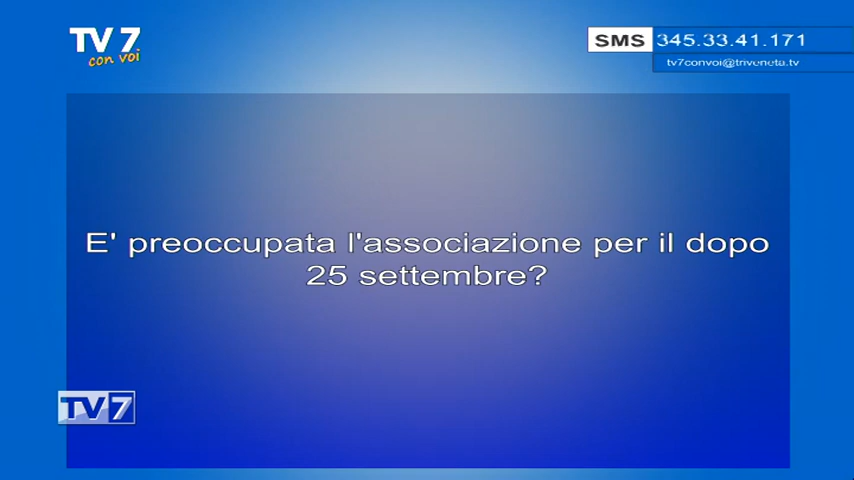 TV 7
con voi
SMS 345.33.41.171
tv7convoi@triveneta.tv
E' preoccupata l'associazione per il dopo
25 settembre?
TV7